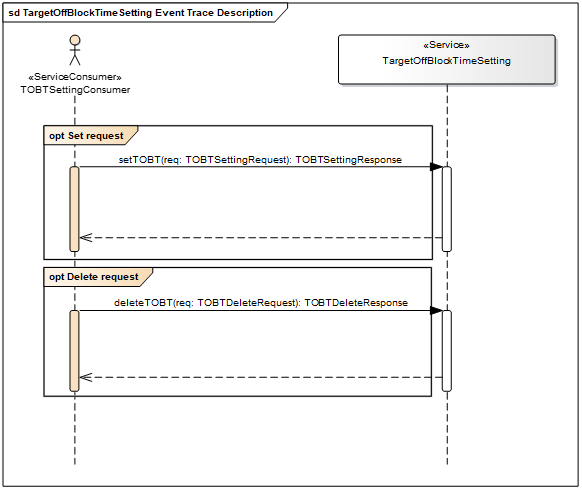 sd TargetOffBlockTimeSetting Event Trace Description
«ServiceConsumer»
TOBTSettingConsumer
«Service»
TargetOffBlockTimeSetting
opt Set request
setTOBT(req: TOBTSettingRequest): TOBTSettingResponse
opt Delete request
deleteTOBT(req: TOBTDeleteRequest): TOBTDeleteResponse